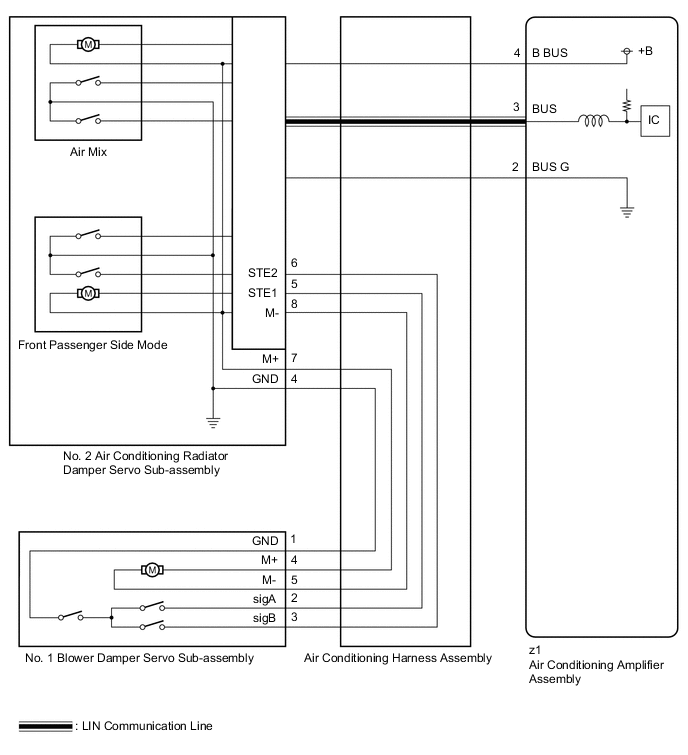 M
Air Mix
M
Front Passenger Side Mode
STE2 6
STE1 5
M- 8
M+ 7
GND 4
No. 2 Air Conditioning Radiator
Damper Servo Sub-assembly
4 B BUS
+B
3 BUS
IC
2 BUS G
GND 1
M+ 4
M
M- 5
sigA 2
sigB 3
No. 1 Blower Damper Servo Sub-assembly
Air Conditioning Harness Assembly
z1
Air Conditioning Amplifier
Assembly
: LIN Communication Line